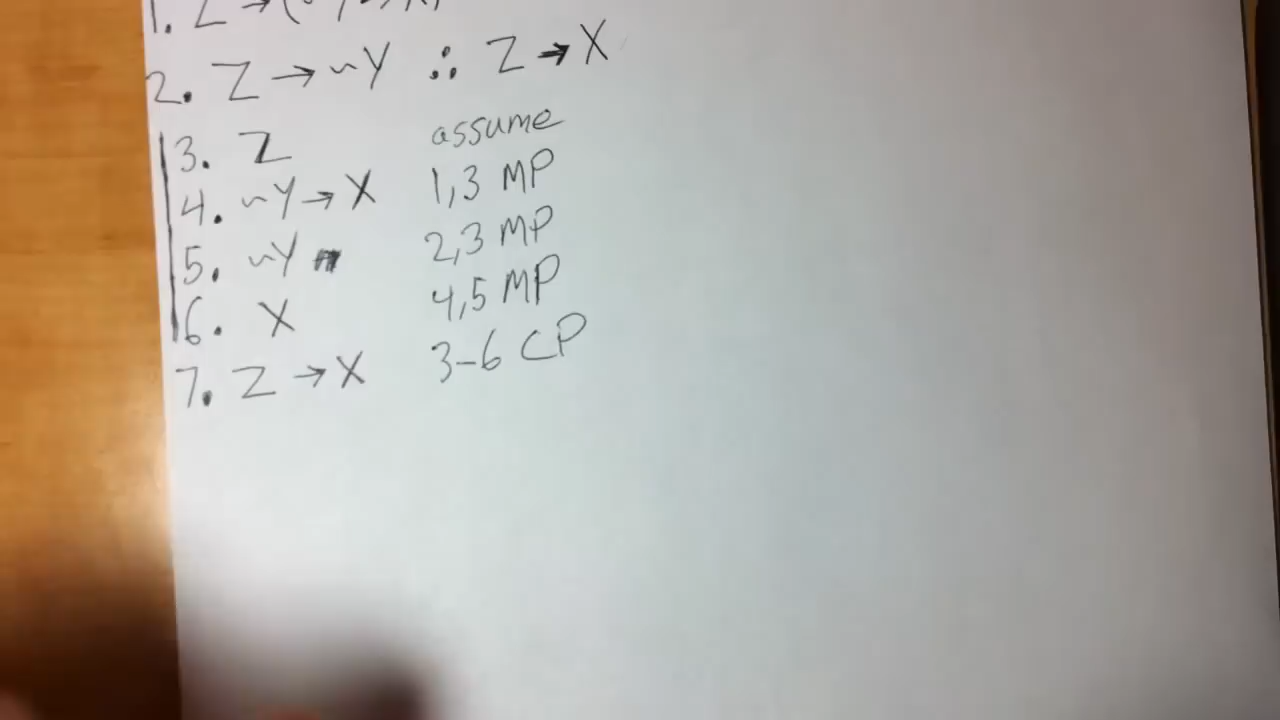 1. Z → (~Y → X)
2. Z → ~Y ∴ Z → X
3. Z assume
4. ~Y → X 1,3 MP
5. ~Y 2,3 MP
6. X 4,5 MP
7. Z → X 3-6 CP